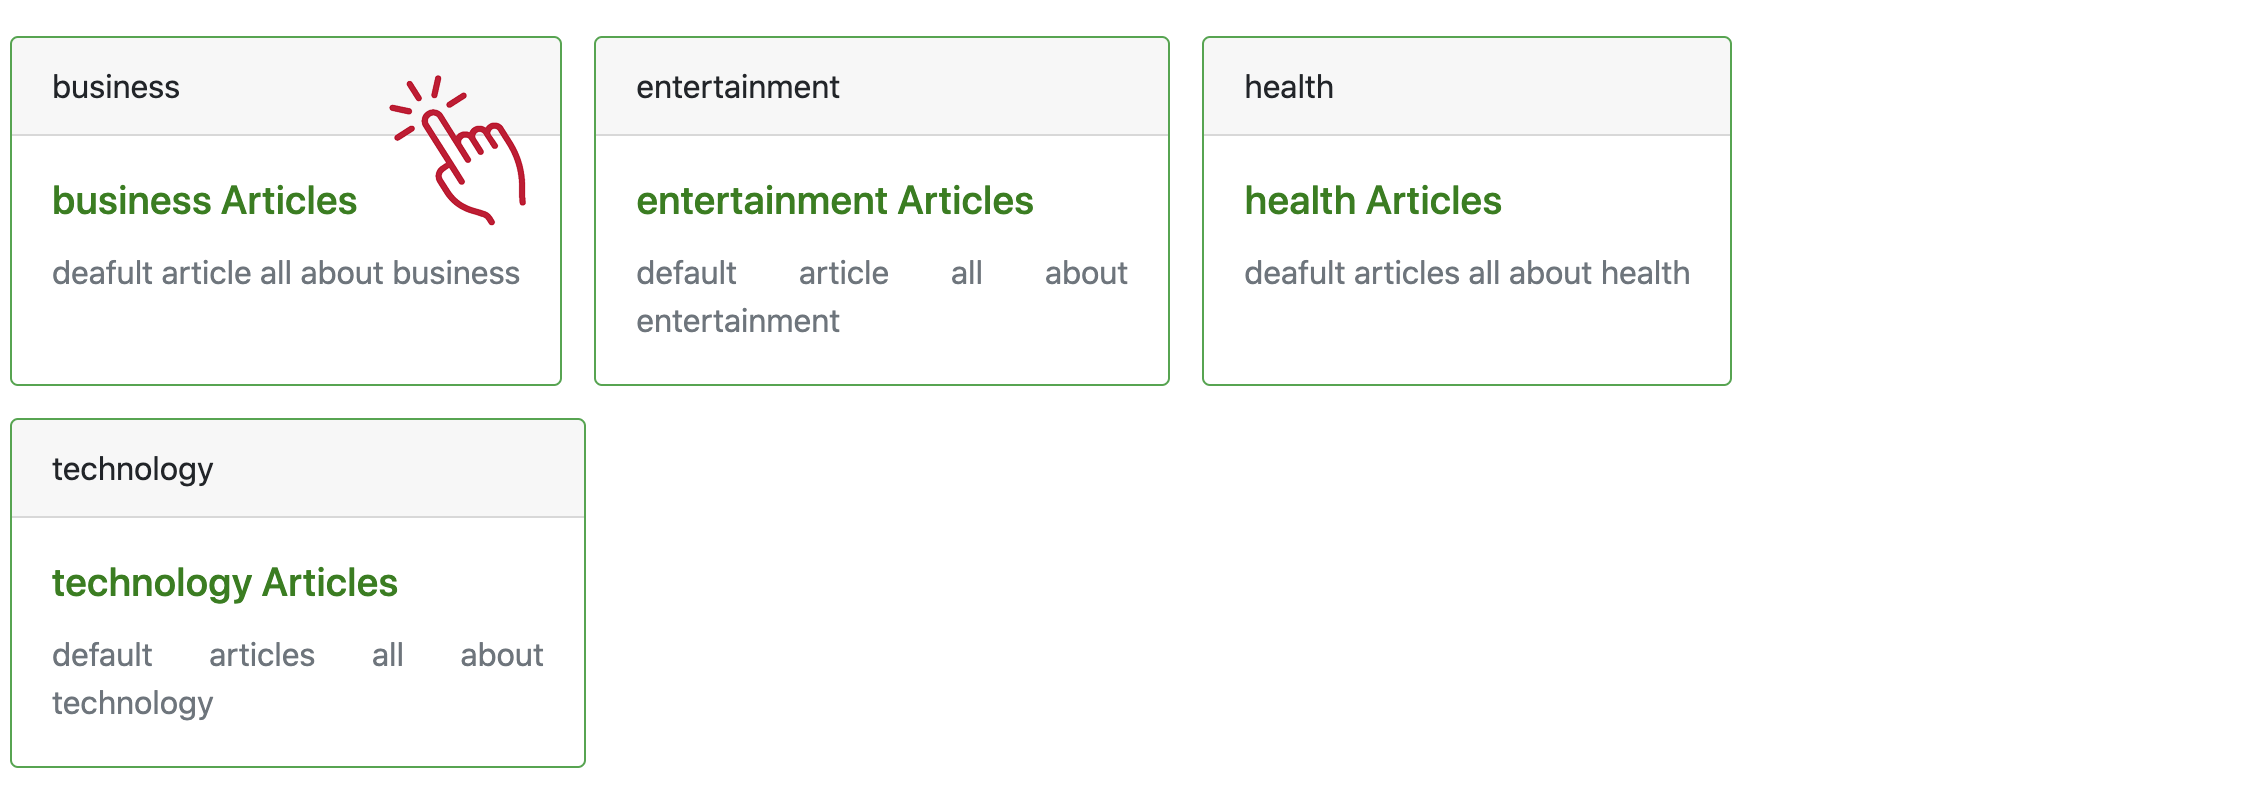 business
business Articles
deafult article all about business
entertainment
entertainment Articles
default article all about
entertainment
health
health Articles
deafult articles all about health
technology
technology Articles
default articles all about
technology